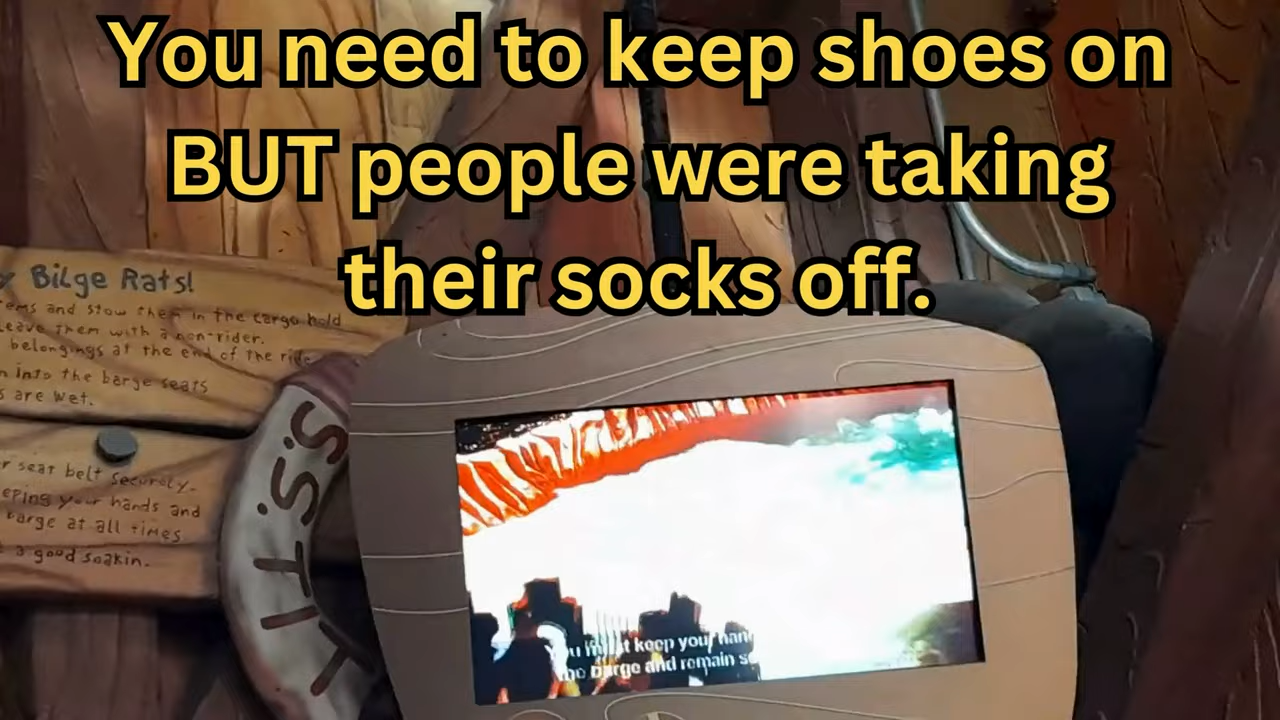 You need to keep shoes on
BUT people were taking
their socks off.
Bilge Rats!
and stow them in the cargo hold
leave them with a non-rider.
belongings at the end of the ride
into the barge seats
are wet.
seat belt securely.
your hands and
barge at all times
a good soakin.
S.S. TI
You must keep your
the barge and remain